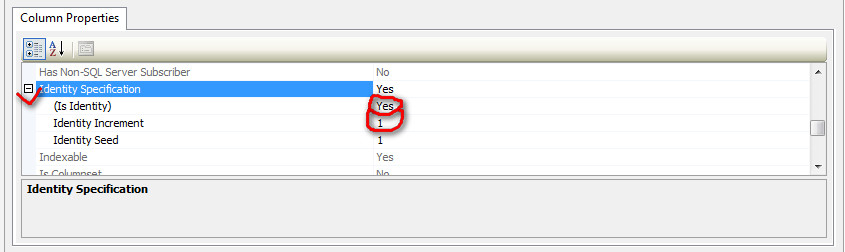 Column Properties
Has Non-SQL Server Subscriber No
Identity Specification Yes
(Is Identity) Yes
Identity Increment 1
Identity Seed 1
Indexable Yes
Is Columnset No
Identity Specification